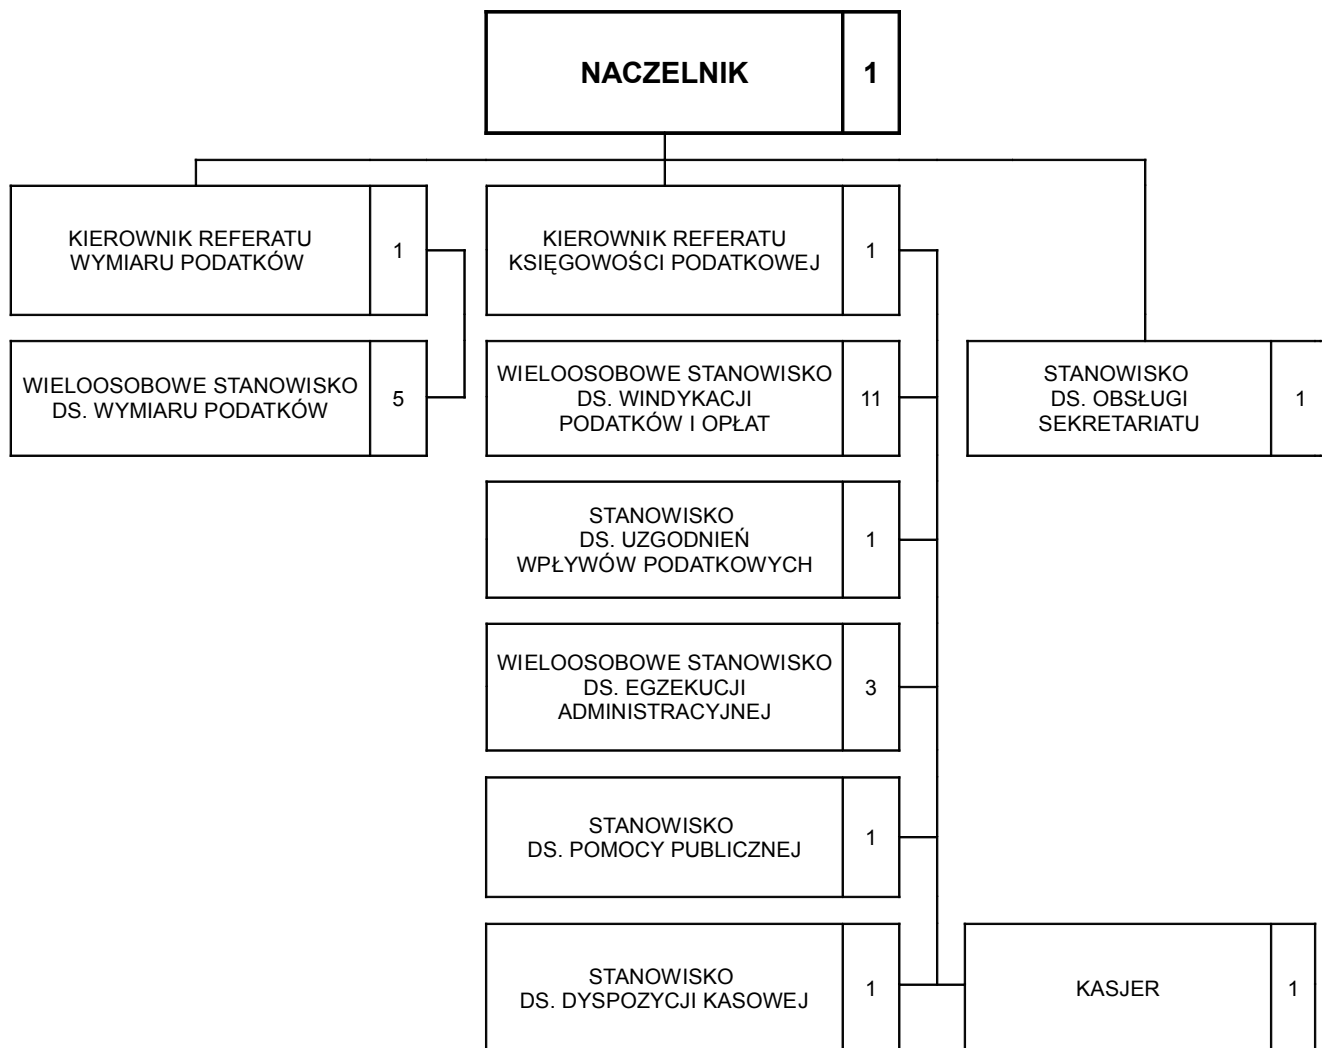 NACZELNIK 1
KIEROWNIK REFERATU
WYMIARU PODATKÓW
1
KIEROWNIK REFERATU
KSIĘGOWOŚCI PODATKOWEJ
1
WIELOOSOBOWE STANOWISKO
DS. WYMIARU PODATKÓW
5
WIELOOSOBOWE STANOWISKO
DS. WINDYKACJI
PODATKÓW I OPŁAT
11
STANOWISKO
DS. OBSŁUGI
SEKRETARIATU
1
STANOWISKO
DS. UZGODNIEŃ
WPŁYWÓW PODATKOWYCH
1
WIELOOSOBOWE STANOWISKO
DS. EGZEKUCJI
ADMINISTRACYJNEJ
3
STANOWISKO
DS. POMOCY PUBLICZNEJ
1
STANOWISKO
DS. DYSPOZYCJI KASOWEJ
1
KASJER 1